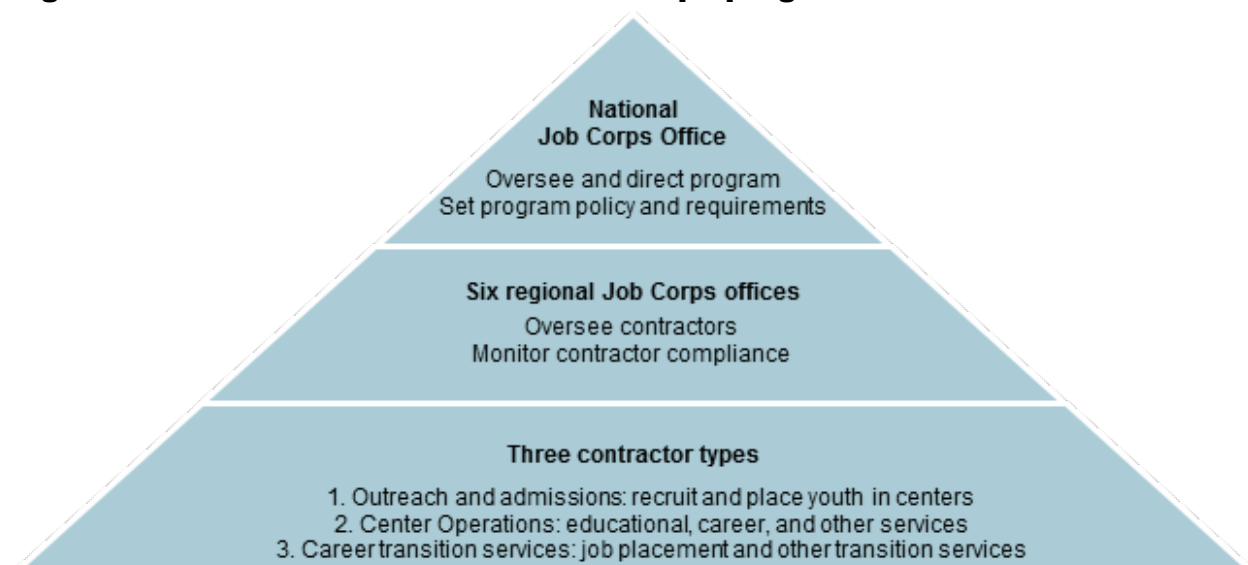 National
Job Corps Office
Oversee and direct program
Set program policy and requirements
Six regional Job Corps offices
Oversee contractors
Monitor contractor compliance
Three contractor types
1. Outreach and admissions: recruit and place youth in centers
2. Center Operations: educational, career, and other services
3. Career transition services: job placement and other transition services